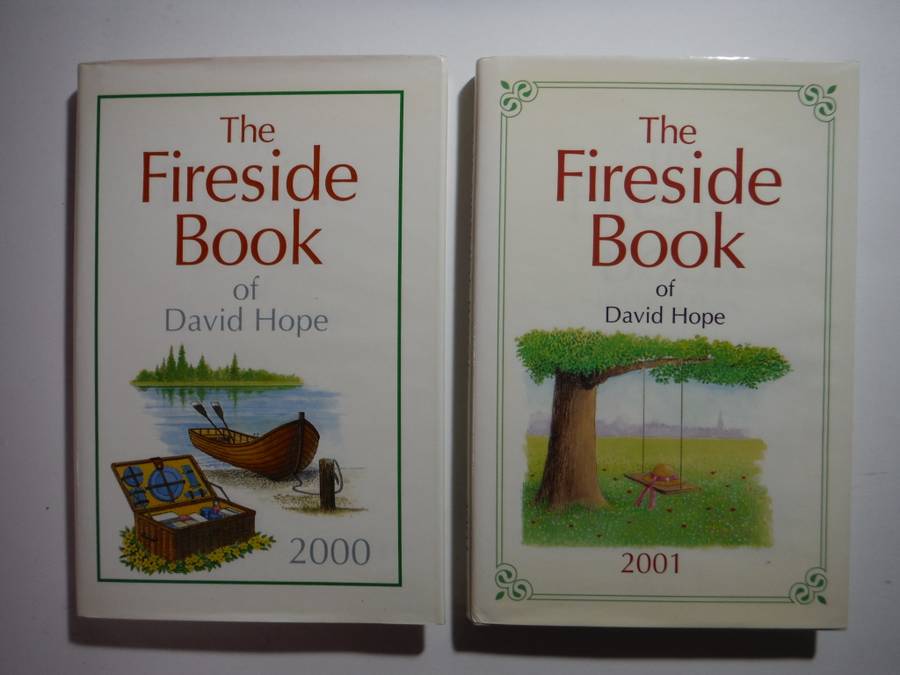 The
Fireside
Book
of
David Hope
2000
The
Fireside
Book
of
David Hope
2001